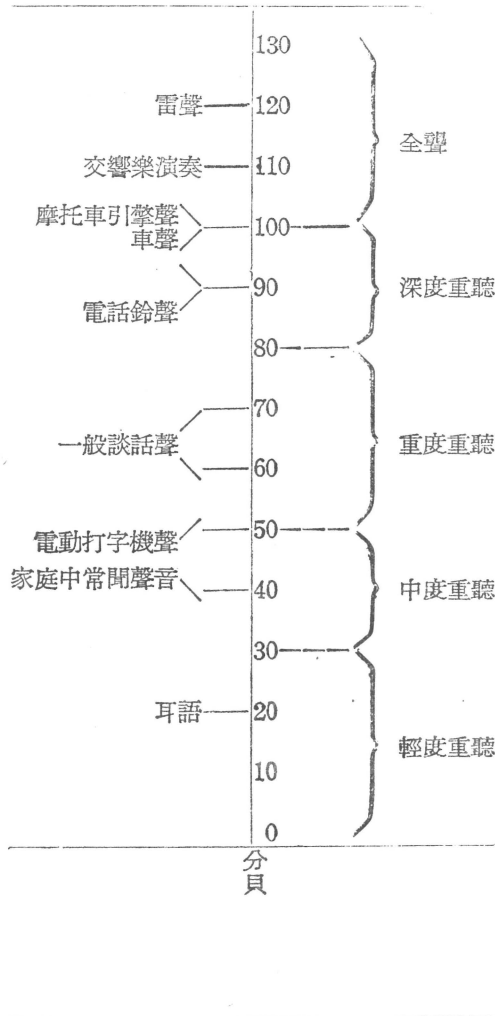 130
雷聲 120
全聾
交響樂演奏 110
摩托車引擎聲
車聲 100
90 深度重聽
電話鈴聲
80
70
一般談話聲 重度重聽
60
50
電動打字機聲
家庭中常聞聲音 40 中度重聽
30
耳語 20
輕度重聽
10
0
分
貝